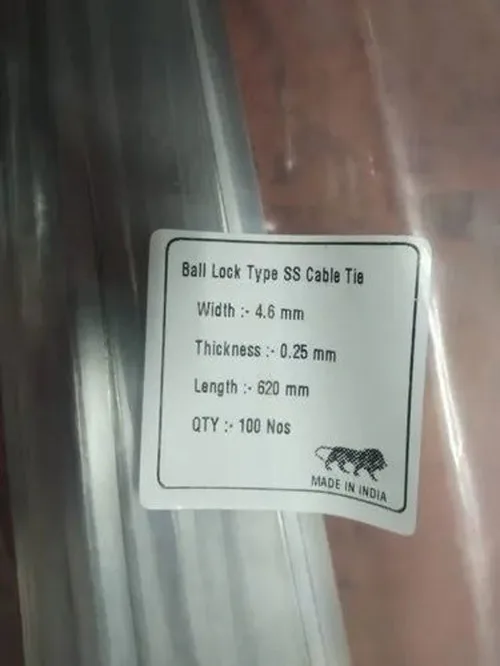 Ball Lock Type SS Cable Tie
Width :- 4.6 mm
Thickness :- 0.25 mm
Length :- 620 mm
QTY :- 100 Nos
MADE IN INDIA